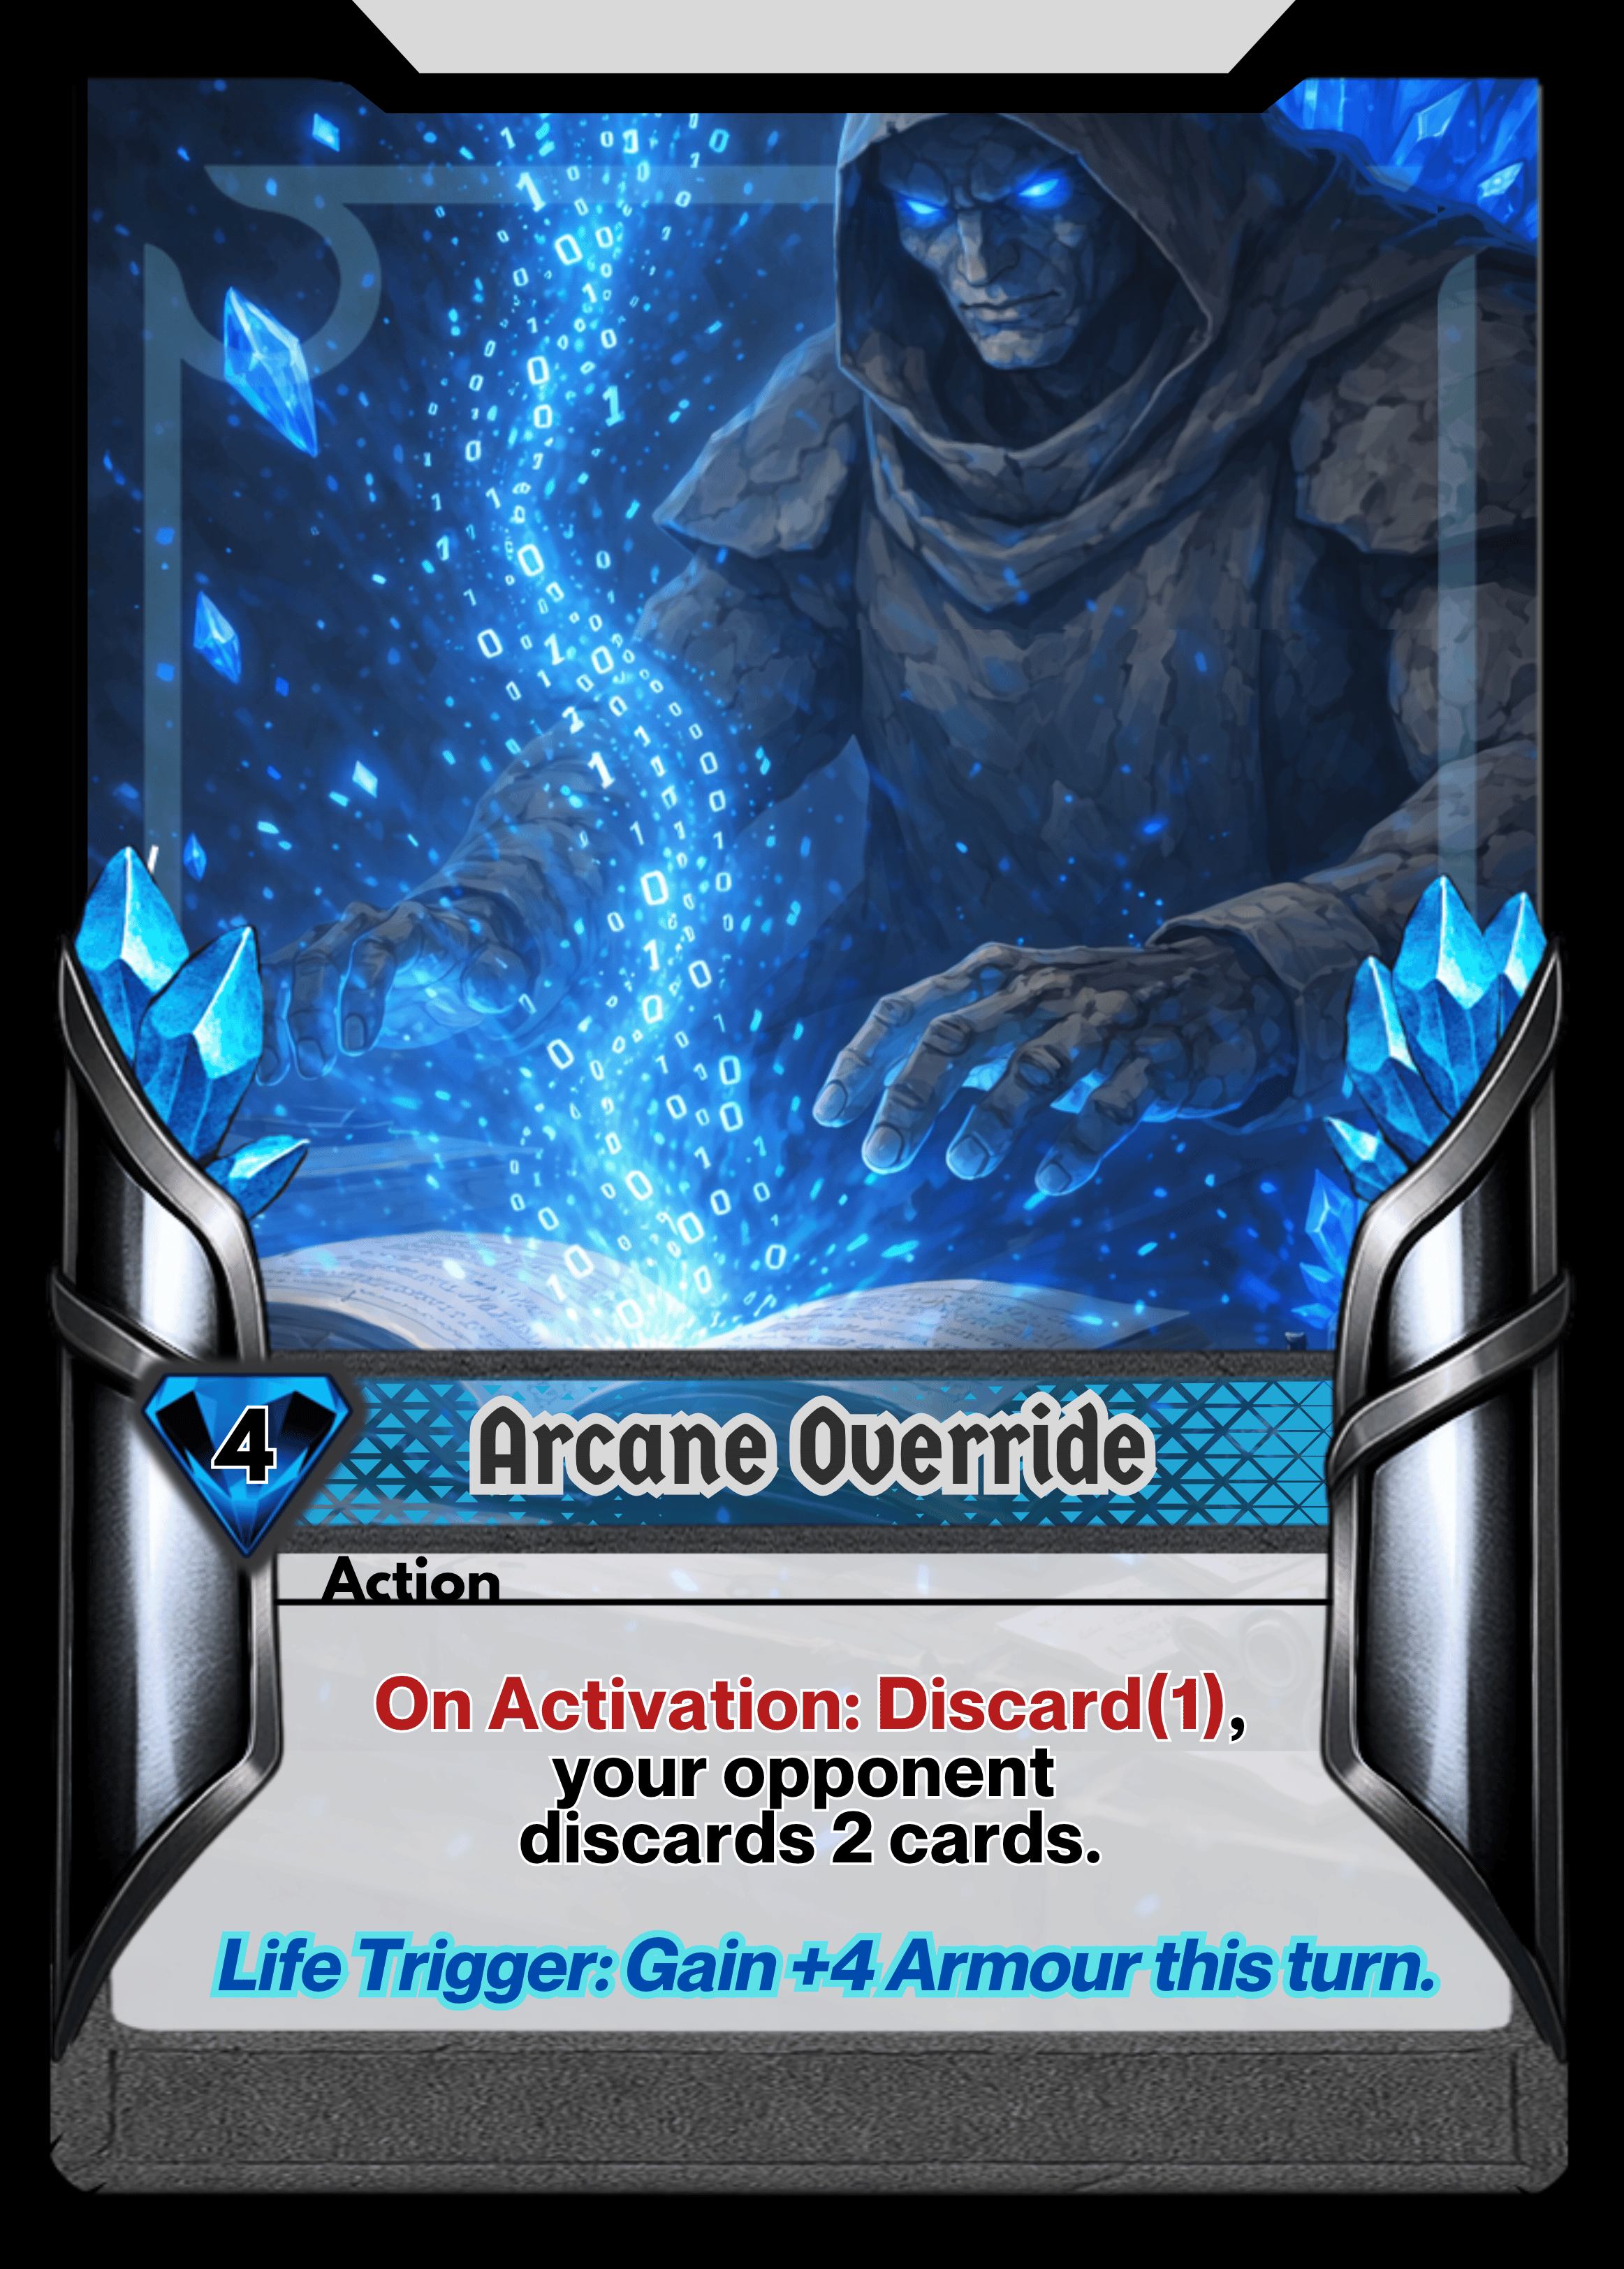 4
Arcane Override
Action
On Activation: Discard(1),
your opponent
discards 2 cards.
Life Trigger: Gain +4 Armour this turn.